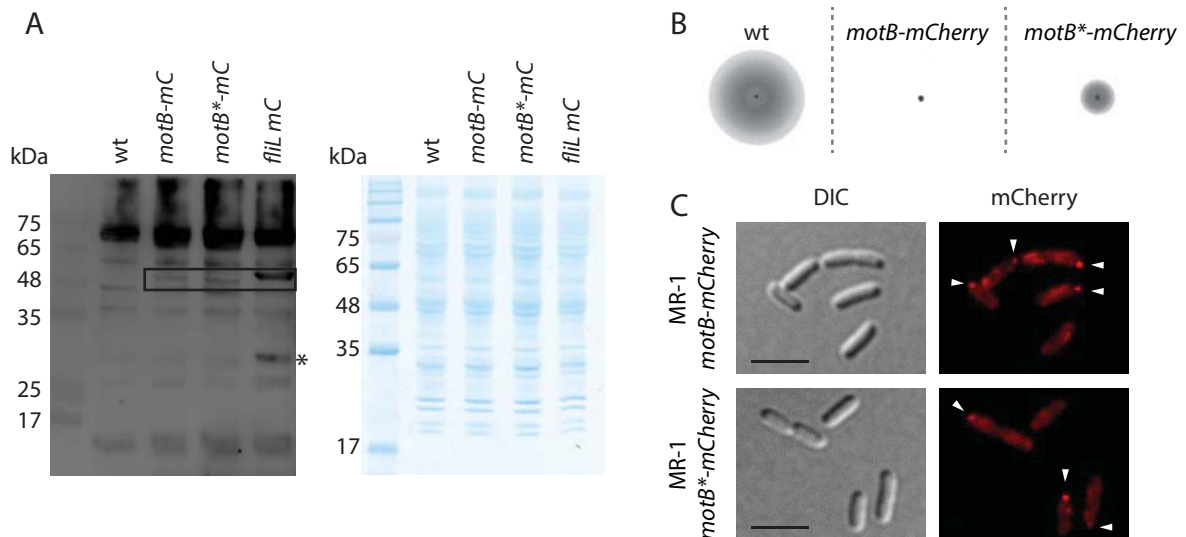 A
kDa
wt
motB-mC
motB*-mC
fliL mC
75
65
48
35
25
17
*
kDa
wt
motB-mC
motB*-mC
fliL mC
75
65
48
35
17
B
wt
motB-mCherry
motB*-mCherry
C
DIC
mCherry
MR-1
motB-mCherry
MR-1
motB*-mCherry